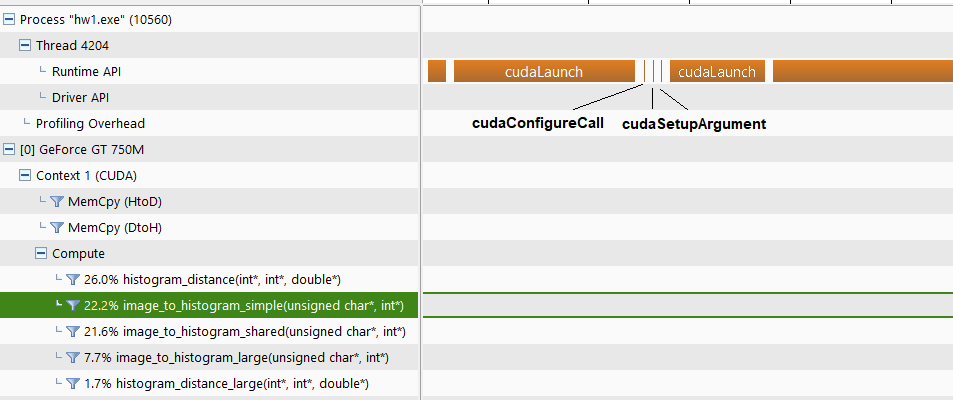 Process "hw1.exe" (10560)
Thread 4204
Runtime API
cudaLaunch
cudaLaunch
Driver API
Profiling Overhead
cudaConfigureCall
cudaSetupArgument
[0] GeForce GT 750M
Context 1 (CUDA)
MemCpy (HtoD)
MemCpy (DtoH)
Compute
26.0% histogram_distance(int*, int*, double*)
22.2% image_to_histogram_simple(unsigned char*, int*)
21.6% image_to_histogram_shared(unsigned char*, int*)
7.7% image_to_histogram_large(unsigned char*, int*)
1.7% histogram_distance_large(int*, int*, double*)